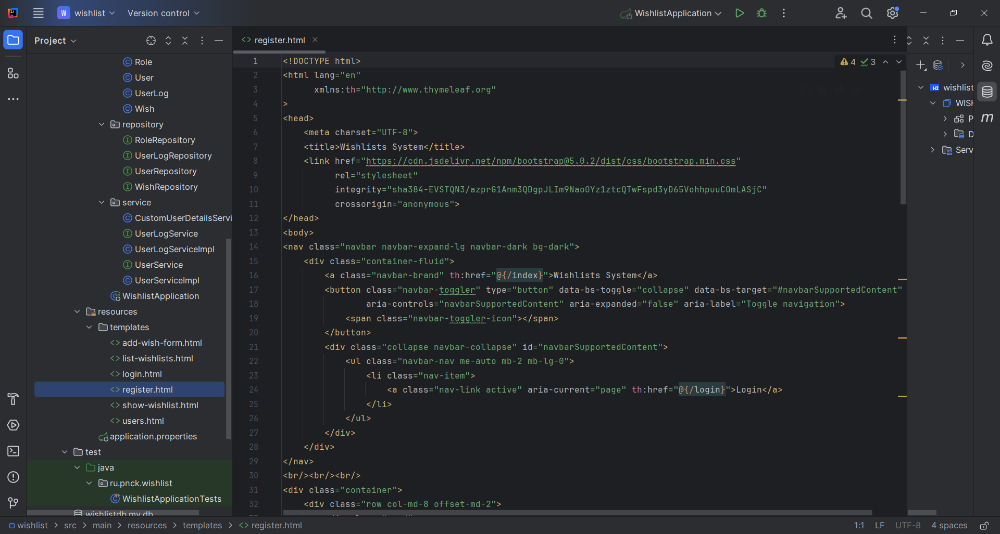 W wishlist Version control WishlistApplication
Project
register.html
Role
User
UserLog
Wish
repository
RoleRepository
UserLogRepository
UserRepository
WishRepository
service
CustomUserDetailsServi
UserLogService
UserLogServiceImpl
UserService
UserServiceImpl
WishlistApplication
resources
templates
add-wish-form.html
list-wishlists.html
login.html
register.html
show-wishlist.html
users.html
application.properties
test
java
ru.pnck.wishlist
WishlistApplicationTests
wishlistdb.mv.db
1 <!DOCTYPE html>
2 <html lang="en"
3 xmlns:th="http://www.thymeleaf.org"
4 >
5 <head>
6 <meta charset="UTF-8">
7 <title>Wishlists System</title>
8 <link href="https://cdn.jsdelivr.net/npm/bootstrap@5.0.2/dist/css/bootstrap.min.css"
9 rel="stylesheet"
10 integrity="sha384-EVSTQN3/azprG1Anm3QDgpJLIm9Nao0Yz1ztcQTwFspd3yD65VohhpuuCOmLASjC"
11 crossorigin="anonymous">
12 </head>
13 <body>
14 <nav class="navbar navbar-expand-lg navbar-dark bg-dark">
15 <div class="container-fluid">
16 <a class="navbar-brand" th:href="@{/index}">Wishlists System</a>
17 <button class="navbar-toggler" type="button" data-bs-toggle="collapse" data-bs-target="#navbarSupportedContent"
18 aria-controls="navbarSupportedContent" aria-expanded="false" aria-label="Toggle navigation">
19 <span class="navbar-toggler-icon"></span>
20 </button>
21 <div class="collapse navbar-collapse" id="navbarSupportedContent">
22 <ul class="navbar-nav me-auto mb-2 mb-lg-0">
23 <li class="nav-item">
24 <a class="nav-link active" aria-current="page" th:href="@{/login}">Login</a>
25 </li>
26 </ul>
27 </div>
28 </div>
29 </nav>
30 <br/><br/><br/>
31 <div class="container">
32 <div class="row col-md-8 offset-md-2">
4 3
H2 wishlist
WISH
P
D
Serv
m
wishlist > src > main > resources > templates > register.html
1:1 LF UTF-8 4 spaces